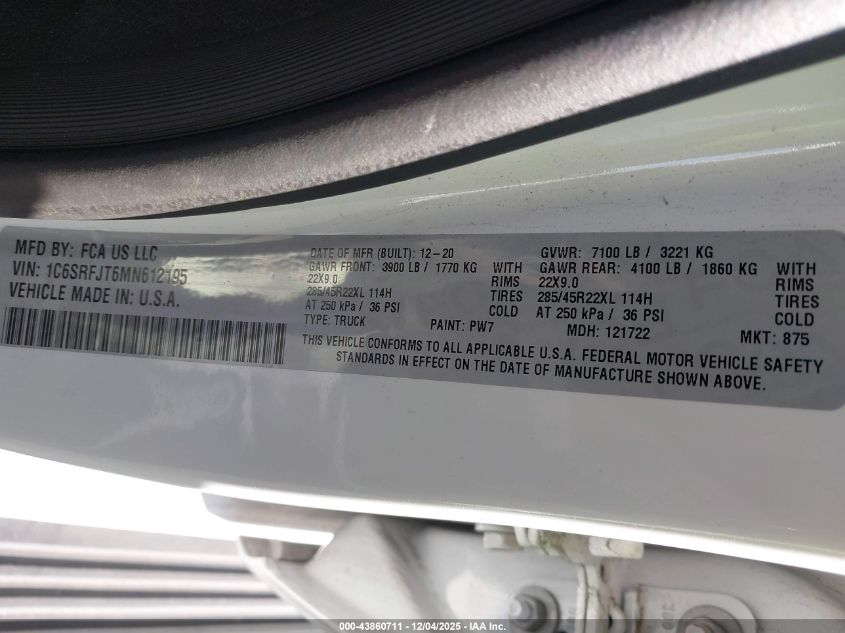 MFD BY: FCA US LLC
VIN: 1C6SRFJT6MN612195
VEHICLE MADE IN: U.S.A.
DATE OF MFR (BUILT): 12-20
GAWR FRONT: 3900 LB / 1770 KG WITH
22X9.0 RIMS
285/45R22XL 114H TIRES
AT 250 kPa / 36 PSI COLD
TYPE: TRUCK PAINT: PW7
GVWR: 7100 LB / 3221 KG
GAWR REAR: 4100 LB / 1860 KG WITH
22X9.0 RIMS
285/45R22XL 114H TIRES
AT 250 kPa / 36 PSI COLD
MDH: 121722 MKT: 875
THIS VEHICLE CONFORMS TO ALL APPLICABLE U.S.A. FEDERAL MOTOR VEHICLE SAFETY
STANDARDS IN EFFECT ON THE DATE OF MANUFACTURE SHOWN ABOVE.
000-43860711 - 12/04/2025 - IAA Inc.